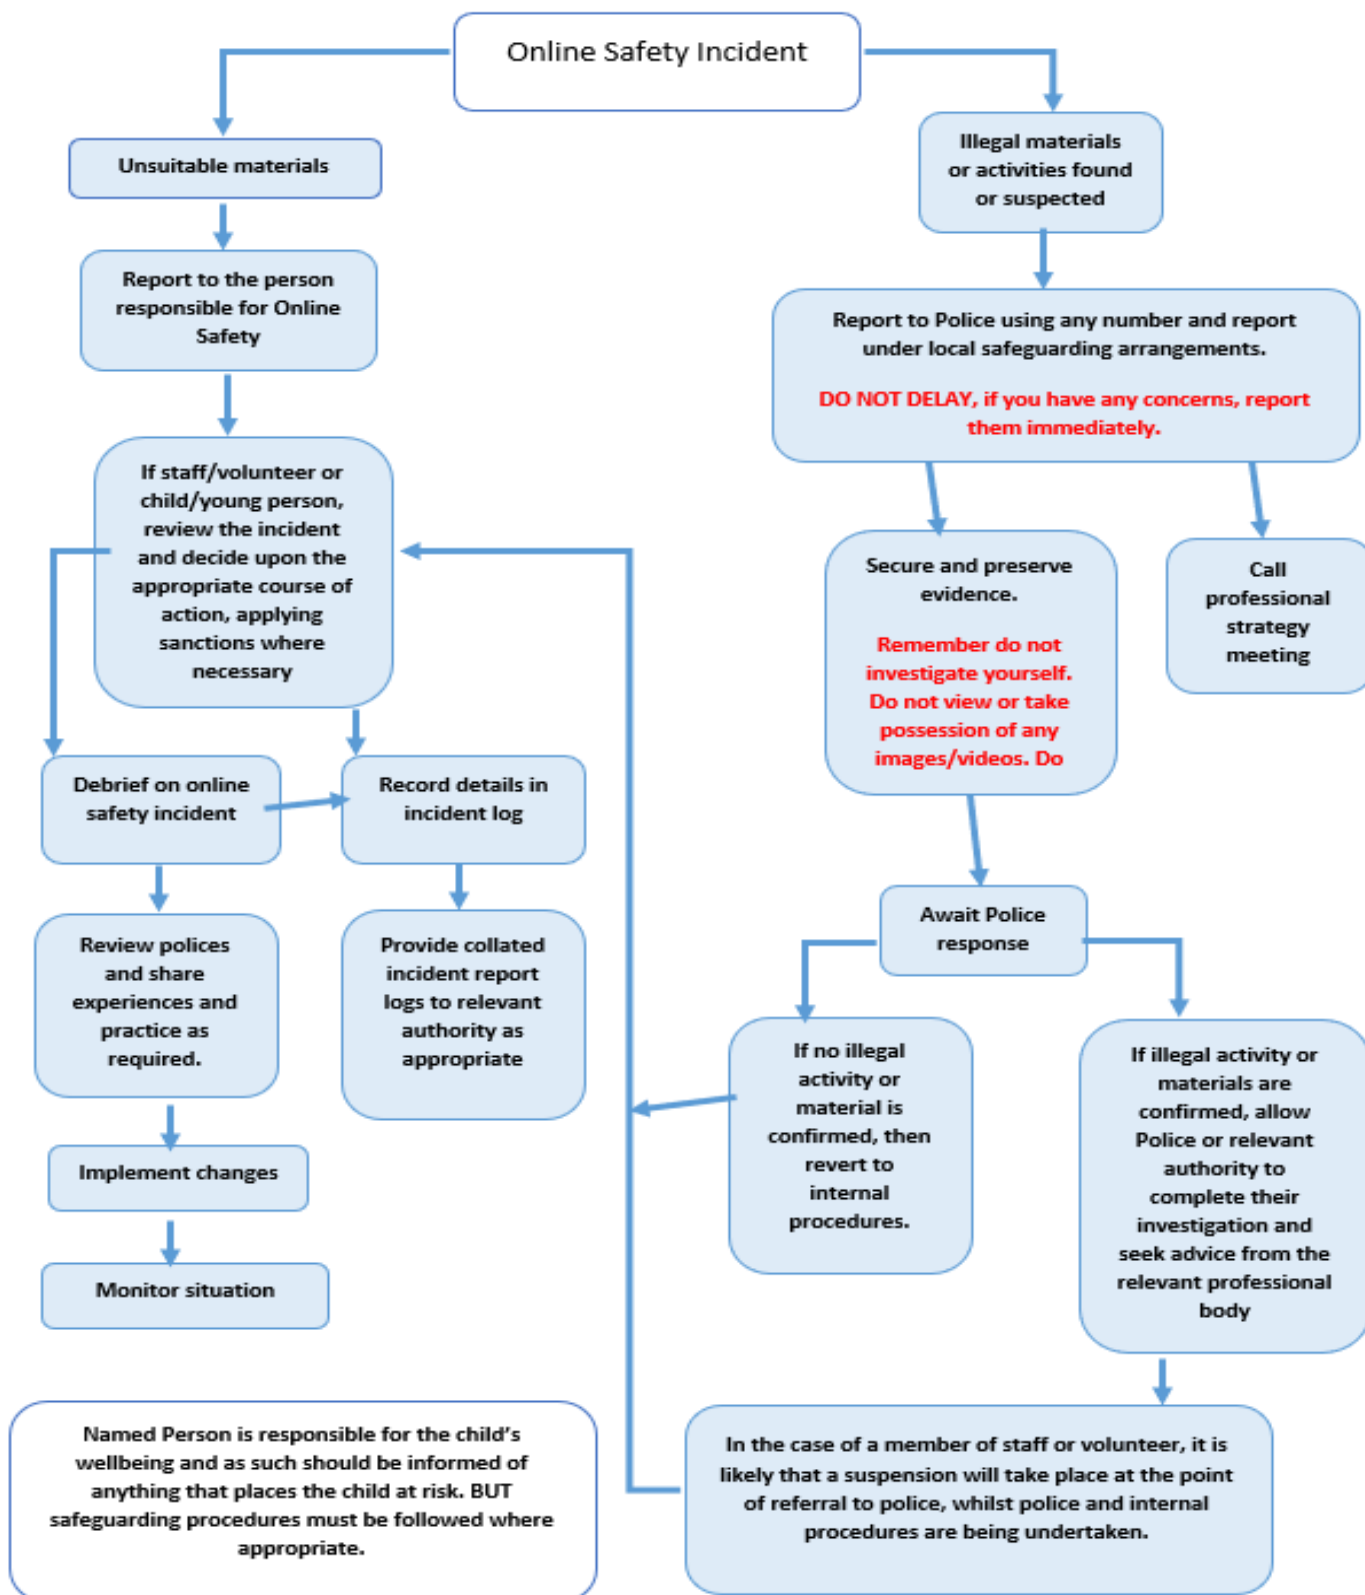 Online Safety Incident
Unsuitable materials
Report to the person
responsible for Online
Safety
If staff/volunteer or
child/young person,
review the incident
and decide upon the
appropriate course of
action, applying
sanctions where
necessary
Debrief on online
safety incident
Record details in
incident log
Review polices
and share
experiences and
practice as
required.
Provide collated
incident report
logs to relevant
authority as
appropriate
Implement changes
Monitor situation
Illegal materials
or activities found
or suspected
Report to Police using any number and report
under local safeguarding arrangements.
DO NOT DELAY, if you have any concerns, report
them immediately.
Secure and preserve
evidence.
Remember do not
investigate yourself.
Do not view or take
possession of any
images/videos. Do
Call
professional
strategy
meeting
Await Police
response
If no illegal
activity or
material is
confirmed, then
revert to
internal
procedures.
If illegal activity or
materials are
confirmed, allow
Police or relevant
authority to
complete their
investigation and
seek advice from the
relevant professional
body
In the case of a member of staff or volunteer, it is
likely that a suspension will take place at the point
of referral to police, whilst police and internal
procedures are being undertaken.
Named Person is responsible for the child’s
wellbeing and as such should be informed of
anything that places the child at risk. BUT
safeguarding procedures must be followed where
appropriate.